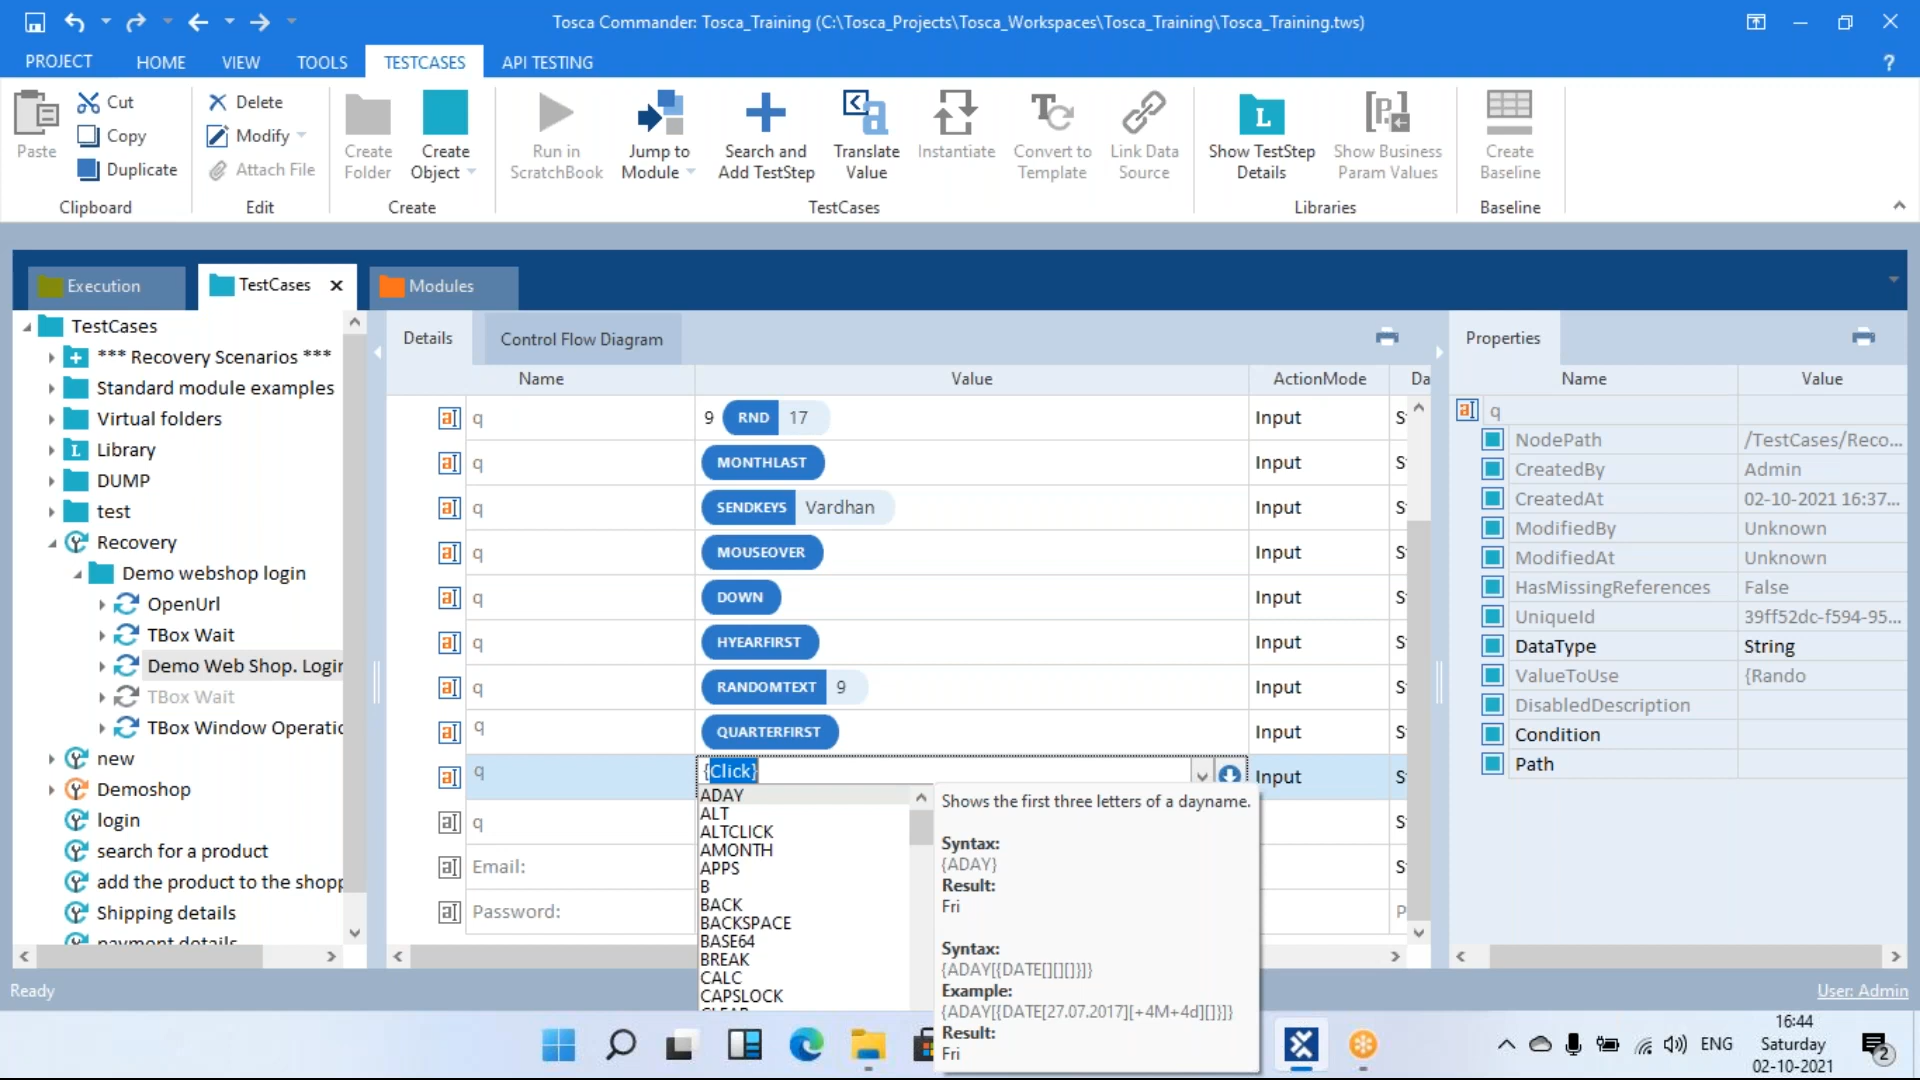 Tosca Commander: Tosca_Training (C:\Tosca_Projects\Tosca_Workspaces\Tosca_Training\Tosca_Training.tws)
PROJECT HOME VIEW TOOLS TESTCASES API TESTING ?
Paste
Cut
Copy
Duplicate
Clipboard
Delete
Modify
Attach File
Edit
Create Folder
Create Object
Create
Run in ScratchBook
Jump to Module
Search and Add TestStep
Translate Value
Instantiate
Convert to Template
Link Data Source
TestCases
Show TestStep Details
Show Business Param Values
Libraries
Create Baseline
Baseline
Execution
TestCases
Modules
TestCases
*** Recovery Scenarios ***
Standard module examples
Virtual folders
Library
DUMP
test
Recovery
Demo webshop login
OpenUrl
TBox Wait
Demo Web Shop. Login
TBox Wait
TBox Window Operatic
new
Demoshop
login
search for a product
add the product to the shopp
Shipping details
payment details
Details Control Flow Diagram
Name Value ActionMode Da
q 9 RND 17 Input S
q MONTHLAST Input S
q SENDKEYS Vardhan Input S
q MOUSEOVER Input S
q DOWN Input S
q HYEARFIRST Input S
q RANDOMTEXT 9 Input S
q QUARTERFIRST Input S
q {Click} Input S
q S
Email: S
Password: P
ADAY
ALT
ALTCLICK
AMONTH
APPS
B
BACK
BACKSPACE
BASE64
BREAK
CALC
CAPSLOCK
CLEAR
Shows the first three letters of a dayname.
Syntax:
{ADAY}
Result:
Fri
Syntax:
{ADAY[{DATE[][][]}]}
Example:
{ADAY[{DATE[27.07.2017][+4M+4d][]}]}
Result:
Fri
Properties
Name Value
q
NodePath /TestCases/Reco...
CreatedBy Admin
CreatedAt 02-10-2021 16:37...
ModifiedBy Unknown
ModifiedAt Unknown
HasMissingReferences False
UniqueId 39ff52dc-f594-95...
DataType String
ValueToUse {Rando
DisabledDescription
Condition
Path
Ready
User: Admin
ENG
16:44
Saturday
02-10-2021
2